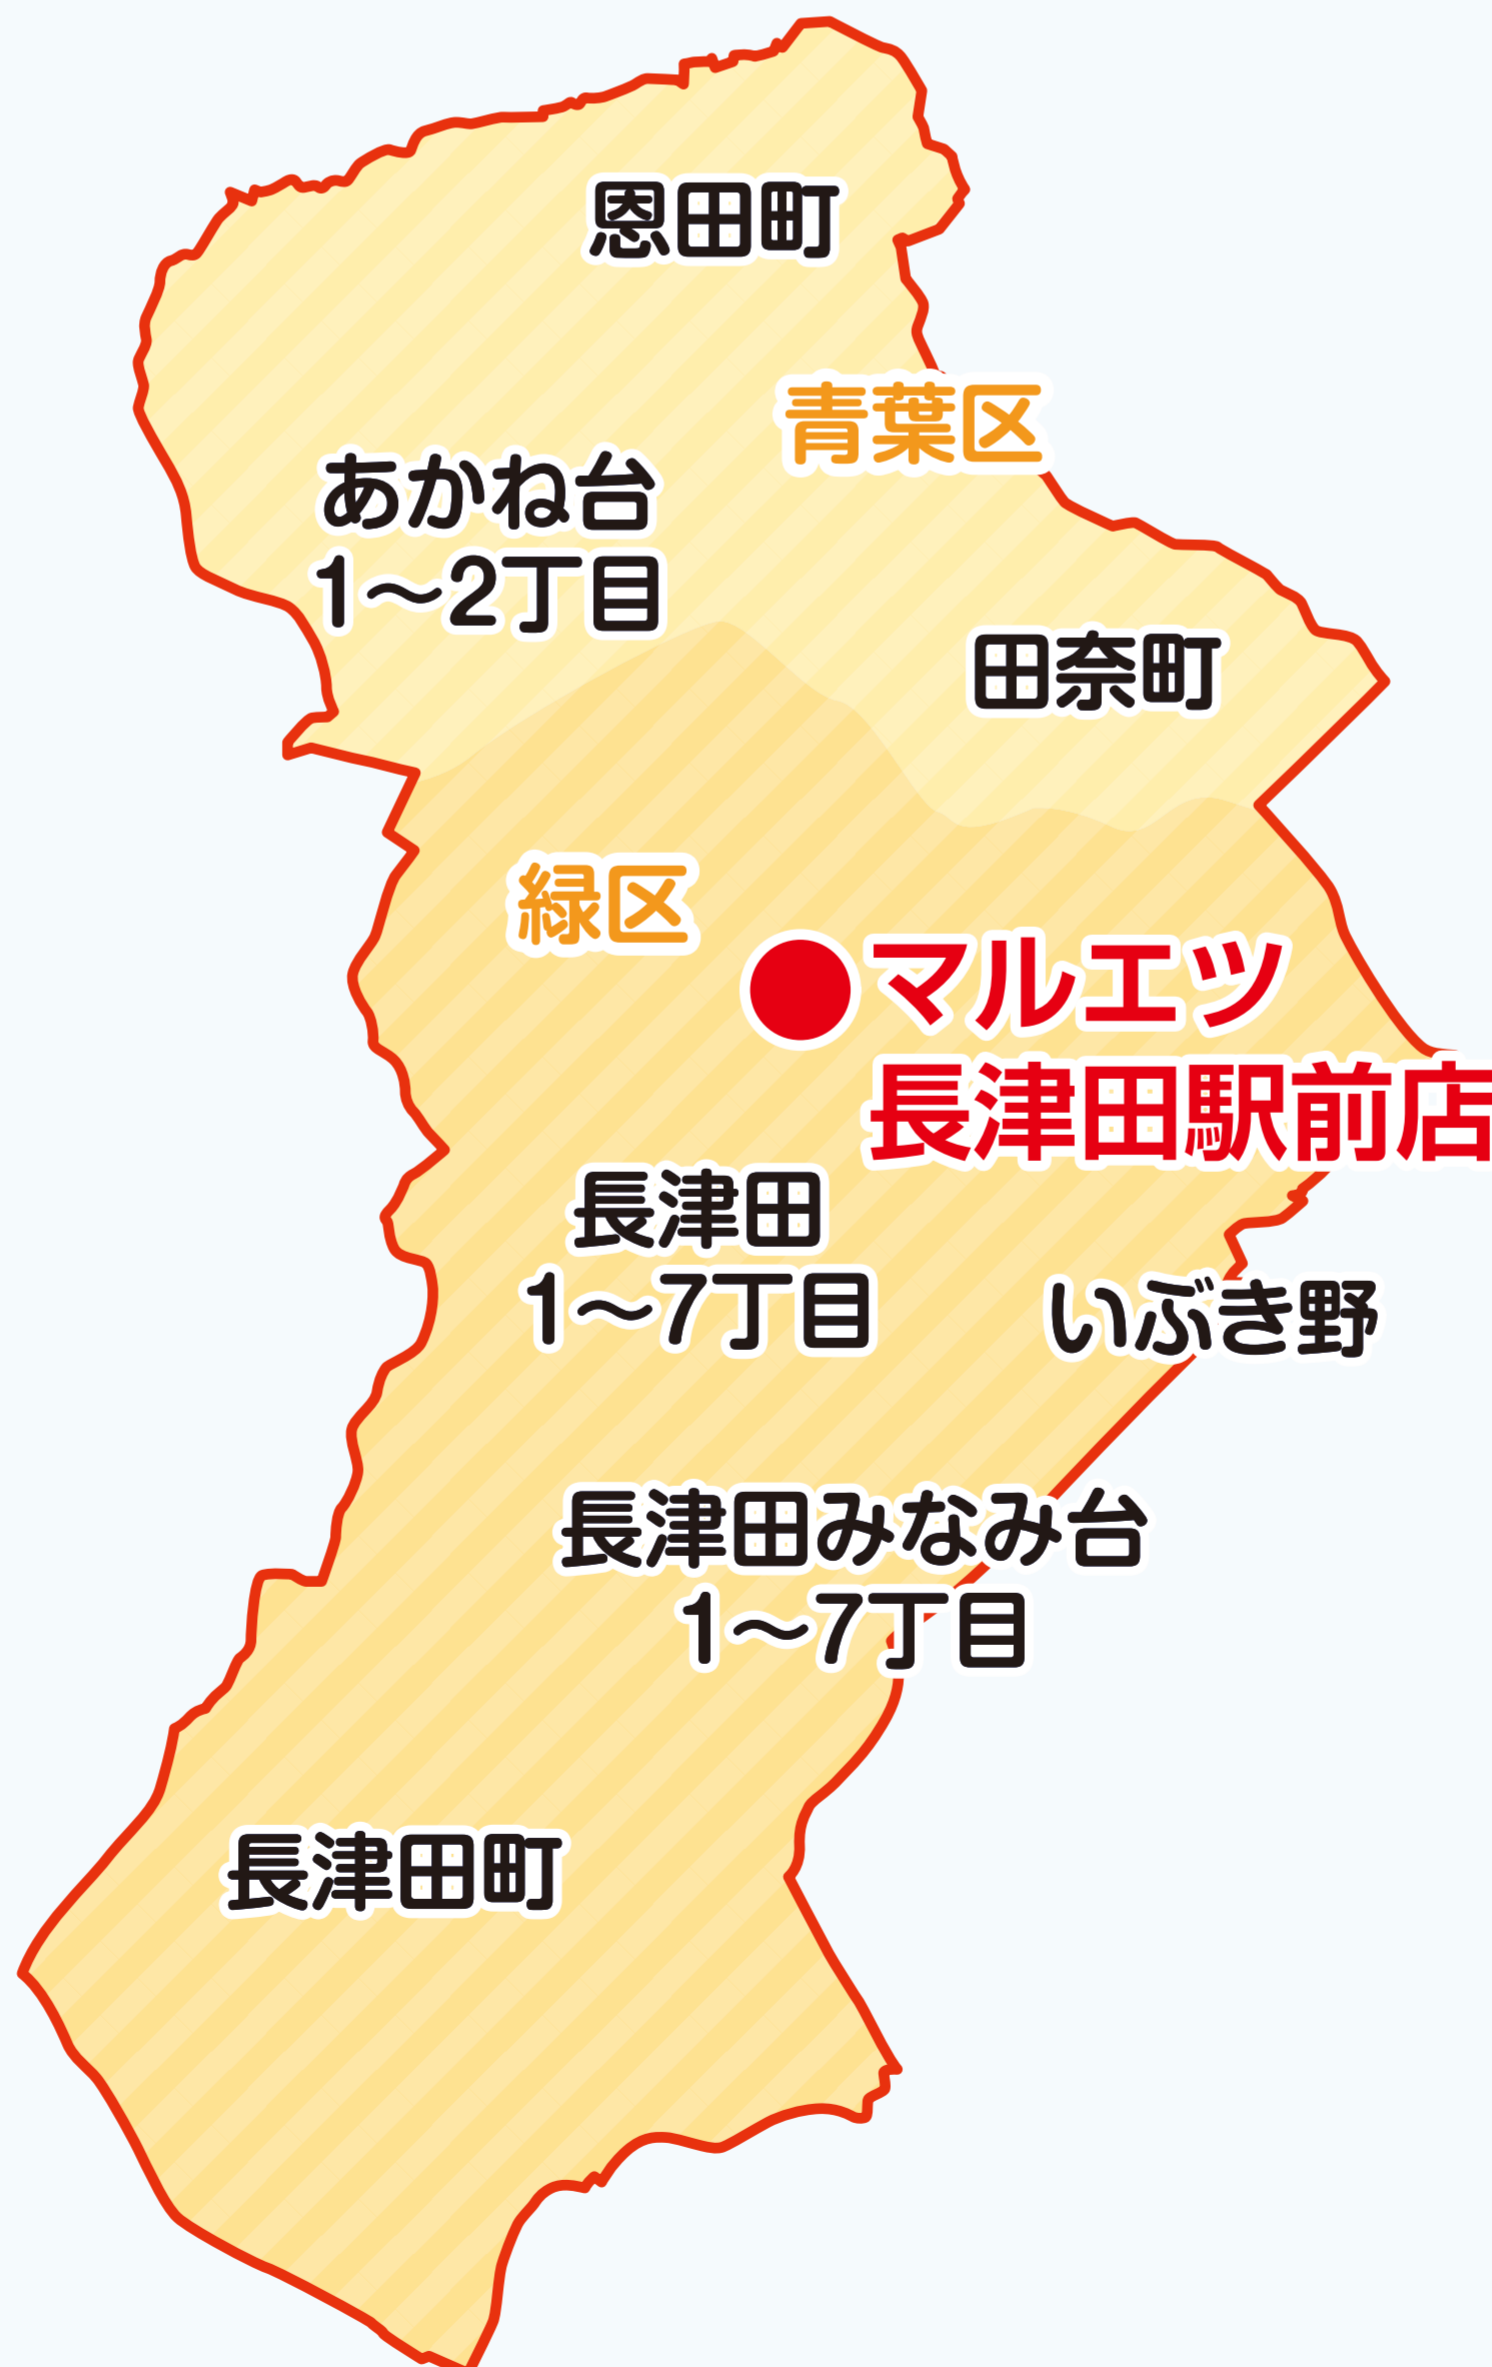 恩田町
青葉区
あかね台
1～2丁目
田奈町
緑区
マルエツ
長津田駅前店
長津田
1～7丁目
いぶき野
長津田みなみ台
1～7丁目
長津田町